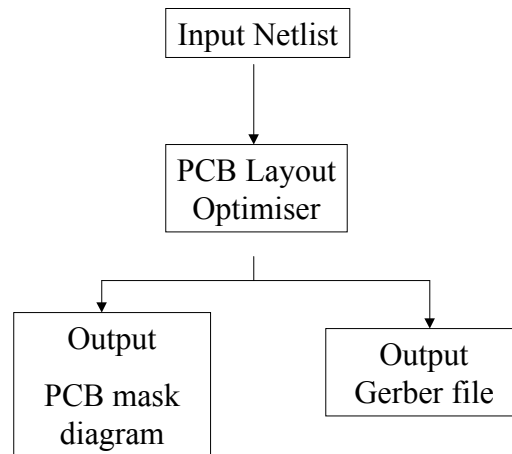 Input Netlist
PCB Layout
Optimiser
Output
PCB mask
diagram
Output
Gerber file